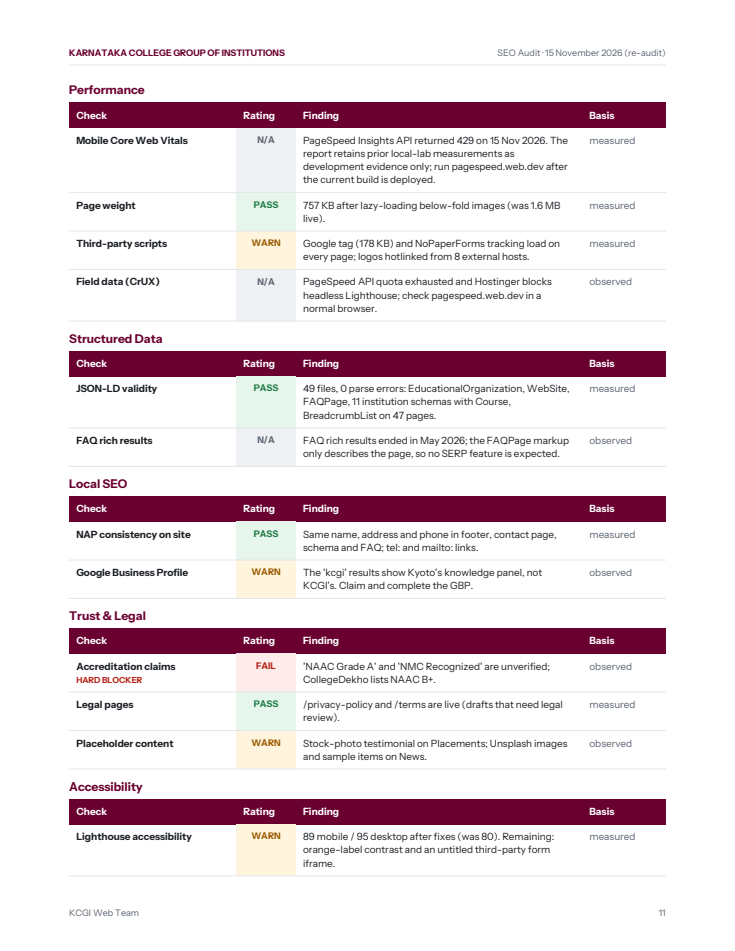 KARNATAKA COLLEGE GROUP OF INSTITUTIONS
SEO Audit · 15 November 2026 (re-audit)
Performance
Check Rating Finding Basis
Mobile Core Web Vitals N/A PageSpeed Insights API returned 429 on 15 Nov 2026. The measured
report retains prior local-lab measurements as
development evidence only; run pagespeed.web.dev after
the current build is deployed.
Page weight PASS 757 KB after lazy-loading below-fold images (was 1.6 MB measured
live).
Third-party scripts WARN Google tag (178 KB) and NoPaperForms tracking load on measured
every page; logos hotlinked from 8 external hosts.
Field data (CrUX) N/A PageSpeed API quota exhausted and Hostinger blocks observed
headless Lighthouse; check pagespeed.web.dev in a
normal browser.
Structured Data
Check Rating Finding Basis
JSON-LD validity PASS 49 files, 0 parse errors: EducationalOrganization, WebSite, measured
FAQPage, 11 institution schemas with Course,
BreadcrumbList on 47 pages.
FAQ rich results N/A FAQ rich results ended in May 2026; the FAQPage markup observed
only describes the page, so no SERP feature is expected.
Local SEO
Check Rating Finding Basis
NAP consistency on site PASS Same name, address and phone in footer, contact page, measured
schema and FAQ; tel: and mailto: links.
Google Business Profile WARN The 'kcgi' results show Kyoto's knowledge panel, not observed
KCGI's. Claim and complete the GBP.
Trust & Legal
Check Rating Finding Basis
Accreditation claims FAIL 'NAAC Grade A' and 'NMC Recognized' are unverified; observed
HARD BLOCKER CollegeDekho lists NAAC B+.
Legal pages PASS /privacy-policy and /terms are live (drafts that need legal measured
review).
Placeholder content WARN Stock-photo testimonial on Placements; Unsplash images observed
and sample items on News.
Accessibility
Check Rating Finding Basis
Lighthouse accessibility WARN 89 mobile / 95 desktop after fixes (was 80). Remaining: measured
orange-label contrast and an untitled third-party form
iframe.
KCGI Web Team 11